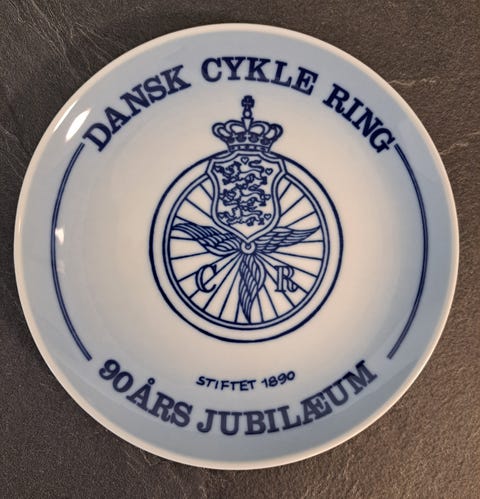 DANSK CYKLE RING
C R
STIFTET 1890
90 ÅRS JUBILÆUM